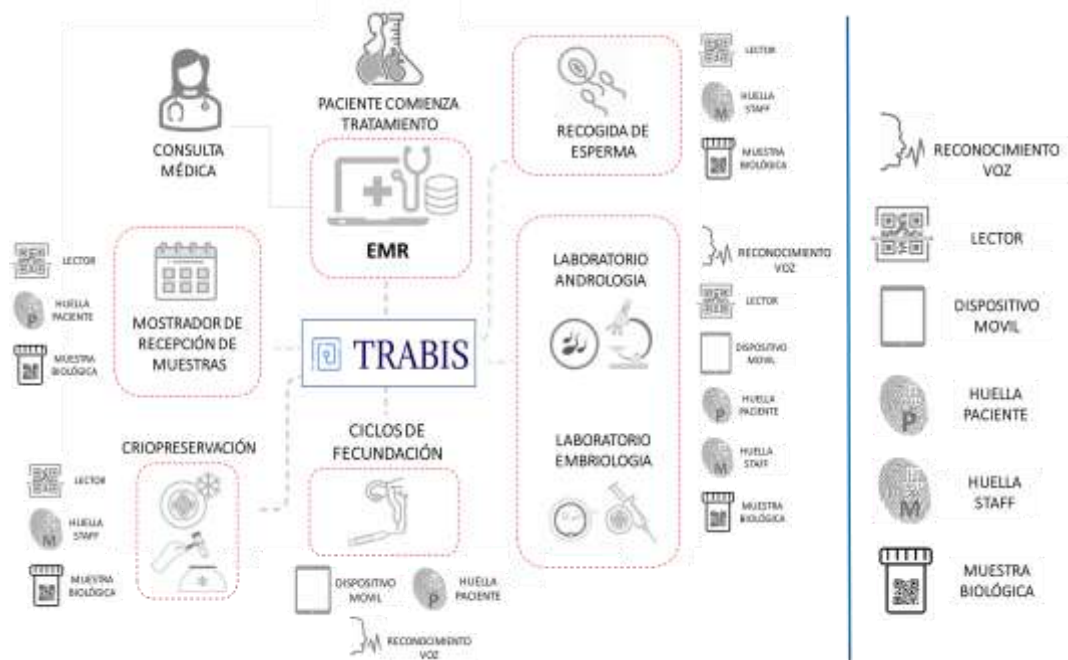 PACIENTE COMIENZA
TRATAMIENTO
CONSULTA
MÉDICA
EMR
RECOGIDA DE
ESPERMA
LECTOR
HUELLA
STAFF
M
MUESTRA
BIOLÓGICA
LECTOR
HUELLA
PACIENTE
P
MUESTRA
BIOLÓGICA
MOSTRADOR DE
RECEPCIÓN DE
MUESTRAS
TRABIS
LABORATORIO
ANDROLOGIA
LABORATORIO
EMBRIOLOGIA
RECONOCIMIENTO
VOZ
LECTOR
DISPOSITIVO
MOVIL
HUELLA
PACIENTE
P
HUELLA
STAFF
M
MUESTRA
BIOLÓGICA
CRIOPRESERVACIÓN
LECTOR
HUELLA
STAFF
M
MUESTRA
BIOLÓGICA
CICLOS DE
FECUNDACIÓN
DISPOSITIVO
MOVIL
HUELLA
PACIENTE
P
RECONOCIMIENTO
VOZ
RECONOCIMIENTO
VOZ
LECTOR
DISPOSITIVO
MOVIL
HUELLA
PACIENTE
P
HUELLA
STAFF
M
MUESTRA
BIOLÓGICA